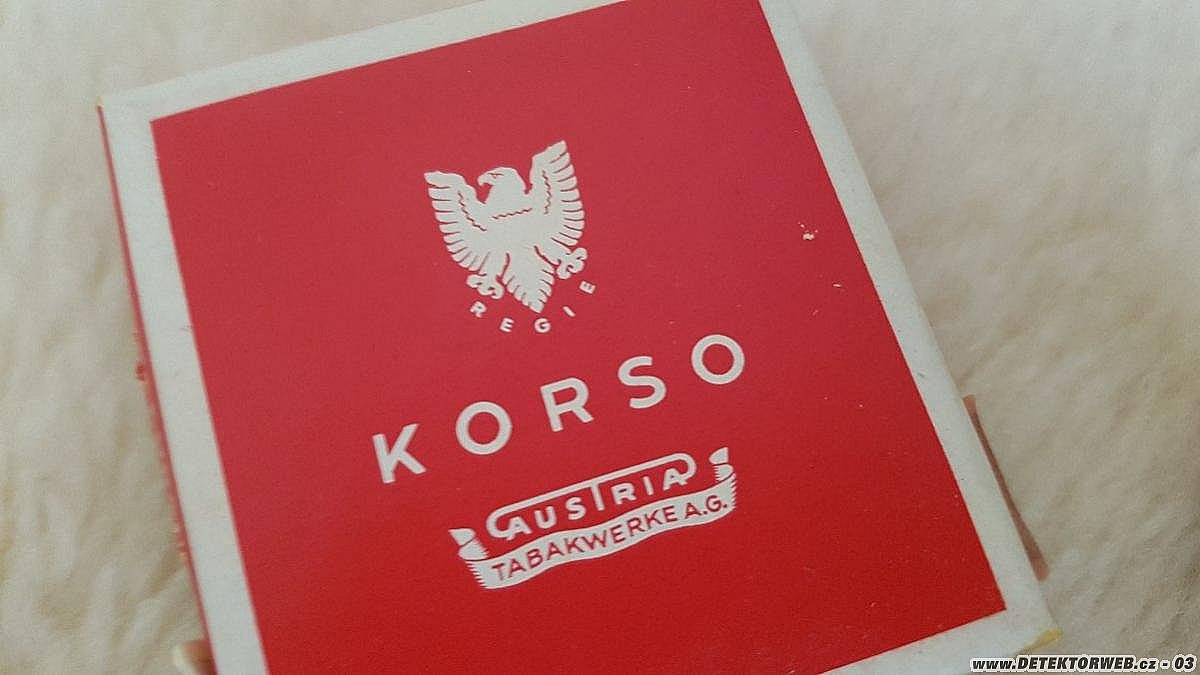 REGIE
KORSO
AUSTRIA
TABAKWERKE A.G.
www.DETEKTORWEB.cz - 03